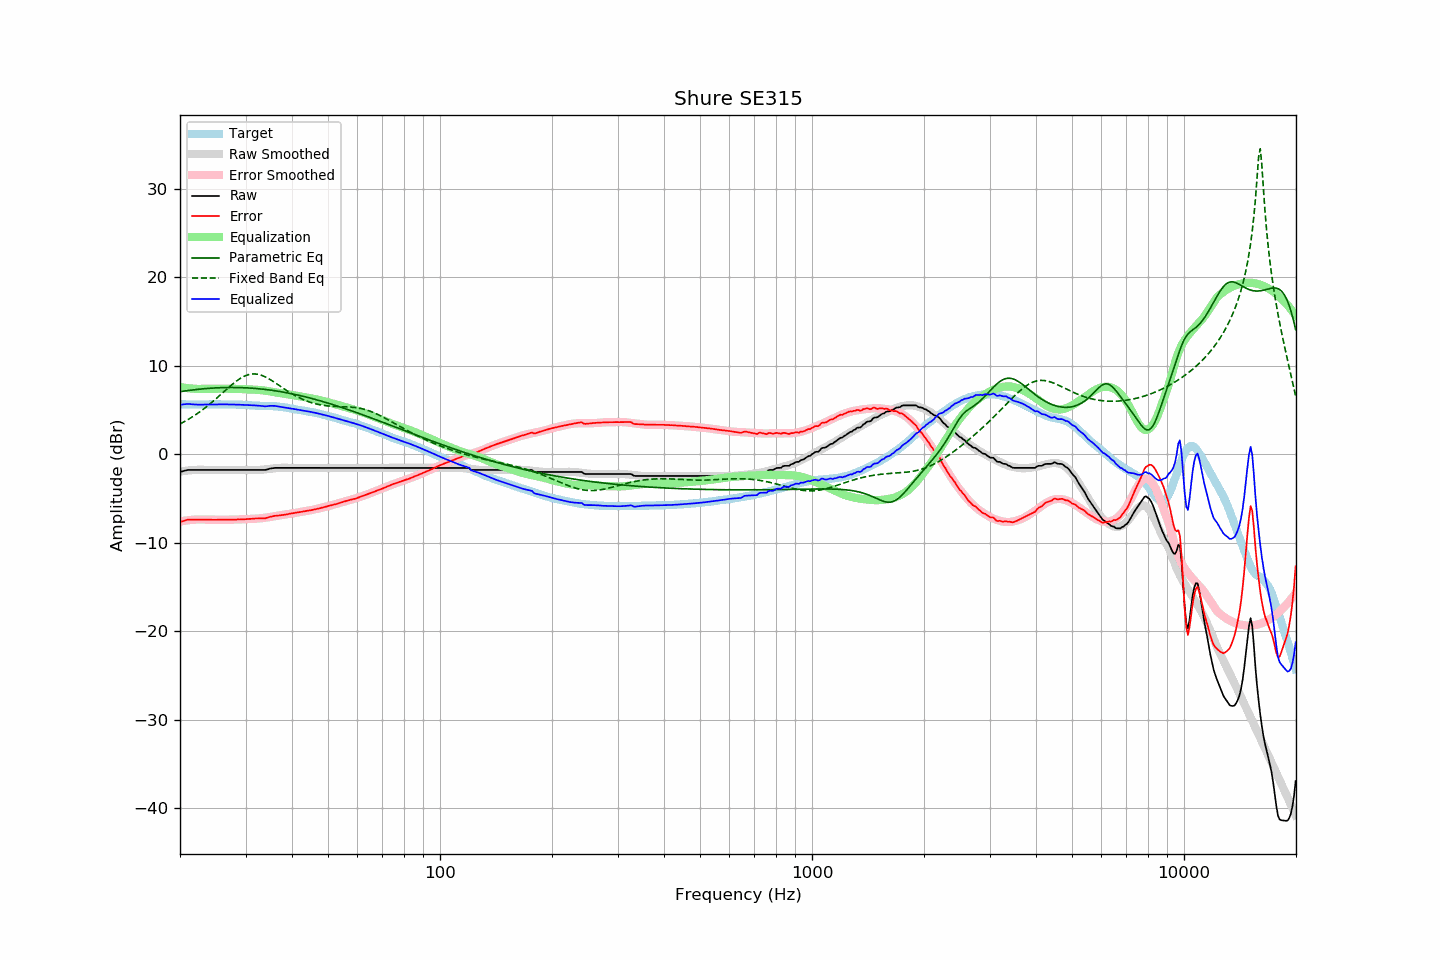 Shure SE315
Target
Raw Smoothed
Error Smoothed
Raw
Error
Equalization
Parametric Eq
Fixed Band Eq
Equalized
30
20
10
0
−10
−20
−30
−40
Amplitude (dBr)
100
1000
10000
Frequency (Hz)